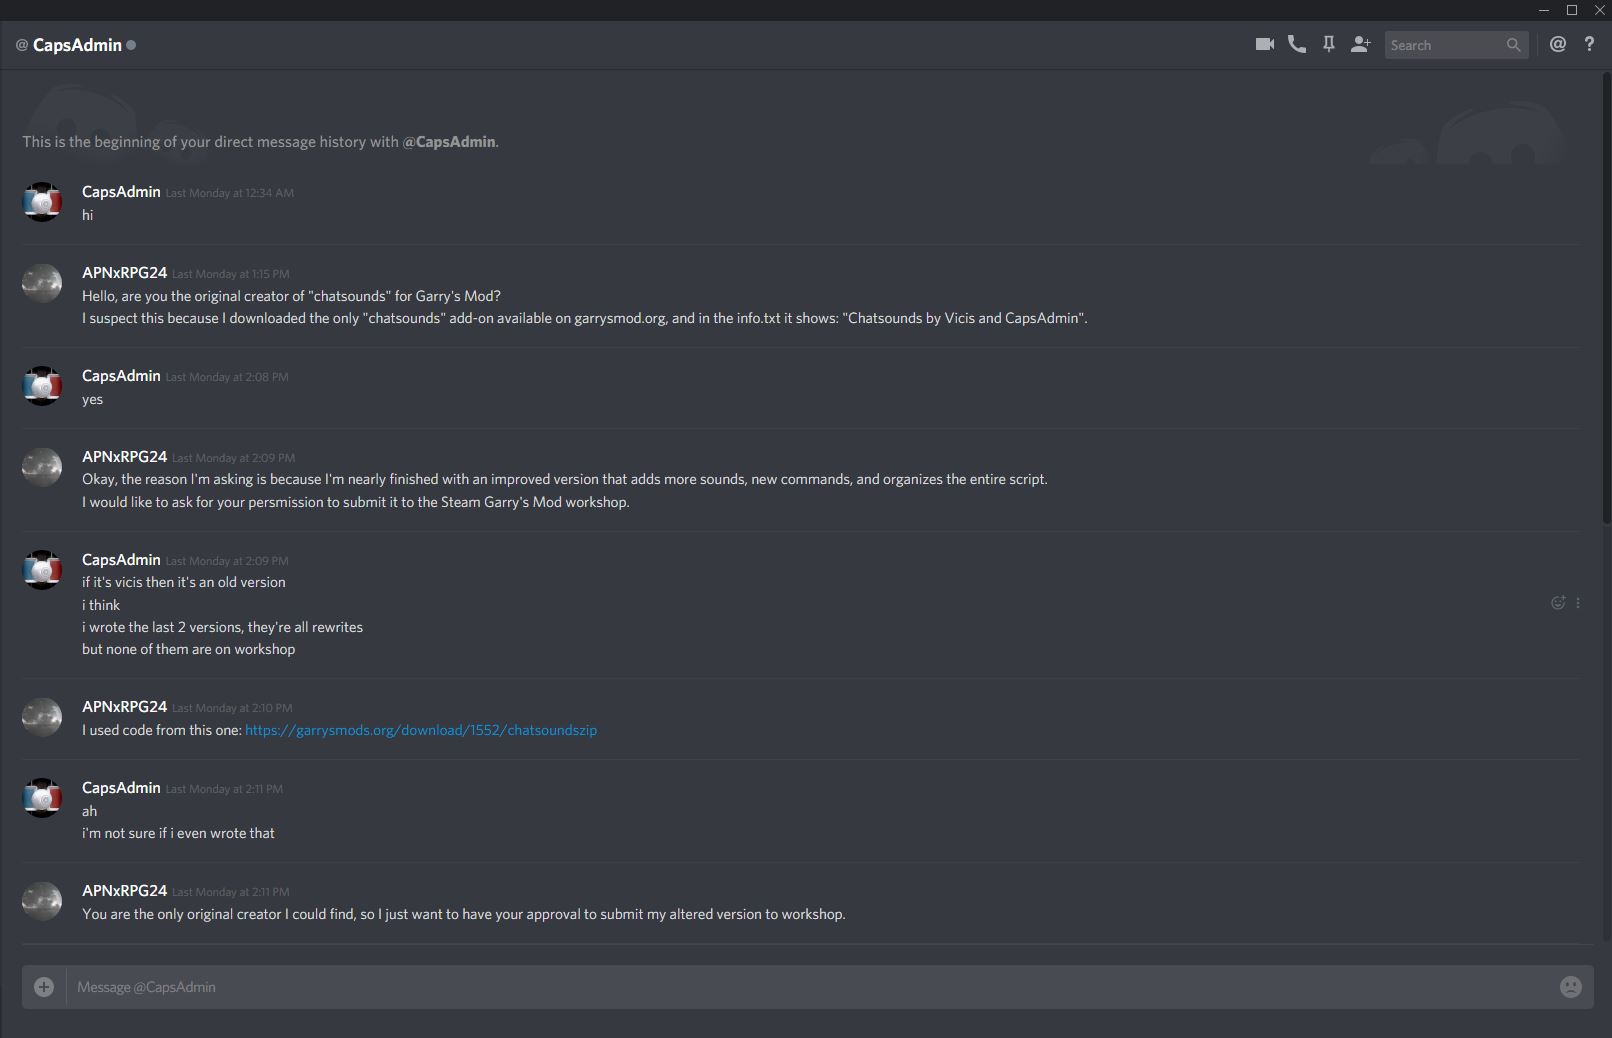 @ CapsAdmin
Search
@ ?
This is the beginning of your direct message history with @CapsAdmin.
CapsAdmin Last Monday at 12:34 AM
hi
APNxRPG24 Last Monday at 1:15 PM
Hello, are you the original creator of "chatsounds" for Garry's Mod?
I suspect this because I downloaded the only "chatsounds" add-on available on garrysmod.org, and in the info.txt it shows: "Chatsounds by Vicis and CapsAdmin".
CapsAdmin Last Monday at 2:08 PM
yes
APNxRPG24 Last Monday at 2:09 PM
Okay, the reason I'm asking is because I'm nearly finished with an improved version that adds more sounds, new commands, and organizes the entire script.
I would like to ask for your persmission to submit it to the Steam Garry's Mod workshop.
CapsAdmin Last Monday at 2:09 PM
if it's vicis then it's an old version
i think
i wrote the last 2 versions, they're all rewrites
but none of them are on workshop
APNxRPG24 Last Monday at 2:10 PM
I used code from this one: https://garrysmods.org/download/1552/chatsoundszip
CapsAdmin Last Monday at 2:11 PM
ah
i'm not sure if i even wrote that
APNxRPG24 Last Monday at 2:11 PM
You are the only original creator I could find, so I just want to have your approval to submit my altered version to workshop.
Message @CapsAdmin